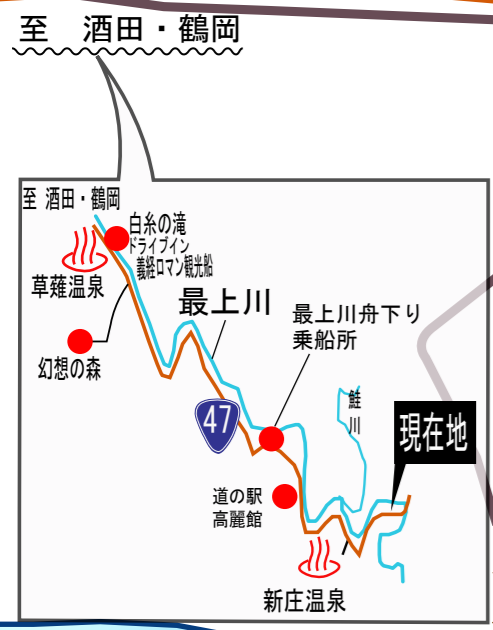 至　酒田・鶴岡
至 酒田・鶴岡
白糸の滝
ドライブイン
義経ロマン観光船
草薙温泉
最上川
最上川舟下り
乗船所
幻想の森
47
鮭川
現在地
道の駅
高麗館
新庄温泉